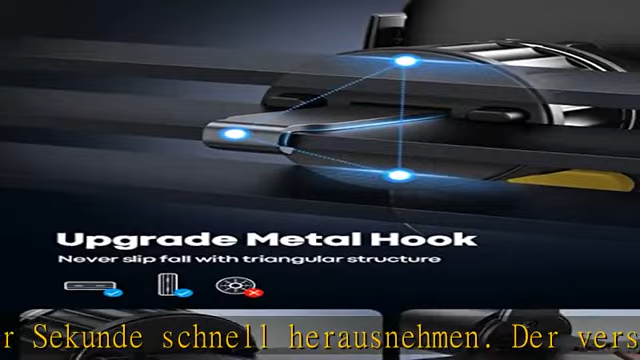 Upgrade Metal Hook
Never slip fall with triangular structure
r Sekunde schnell herausnehmen. Der vers